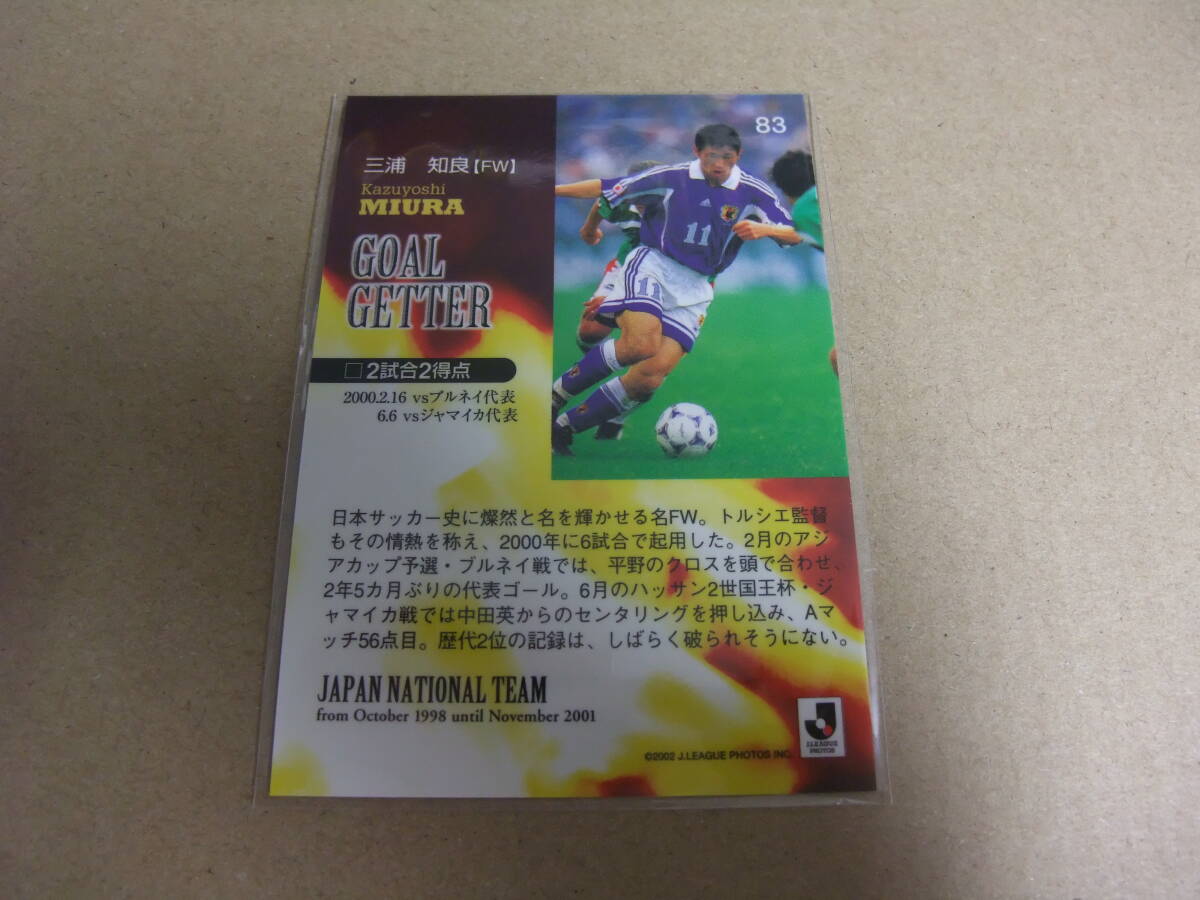 83
三浦 知良【FW】
Kazuyoshi
MIURA
GOAL
GETTER
11
11
□2試合2得点
2000.2.16 vsブルネイ代表
6.6 vsジャマイカ代表
日本サッカー史に燦然と名を輝かせる名FW。トルシエ監督
もその情熱を称え、2000年に6試合で起用した。2月のアジ
アカップ予選・ブルネイ戦では、平野のクロスを頭で合わせ、
2年5カ月ぶりの代表ゴール。6月のハッサン2世国王杯・ジ
ャマイカ戦では中田英からのセンタリングを押し込み、Aマ
ッチ56点目。歴代2位の記録は、しばらく破られそうにない。
JAPAN NATIONAL TEAM
from October 1998 until November 2001
J.LEAGUE
PHOTOS
©2002 J.LEAGUE PHOTOS INC.